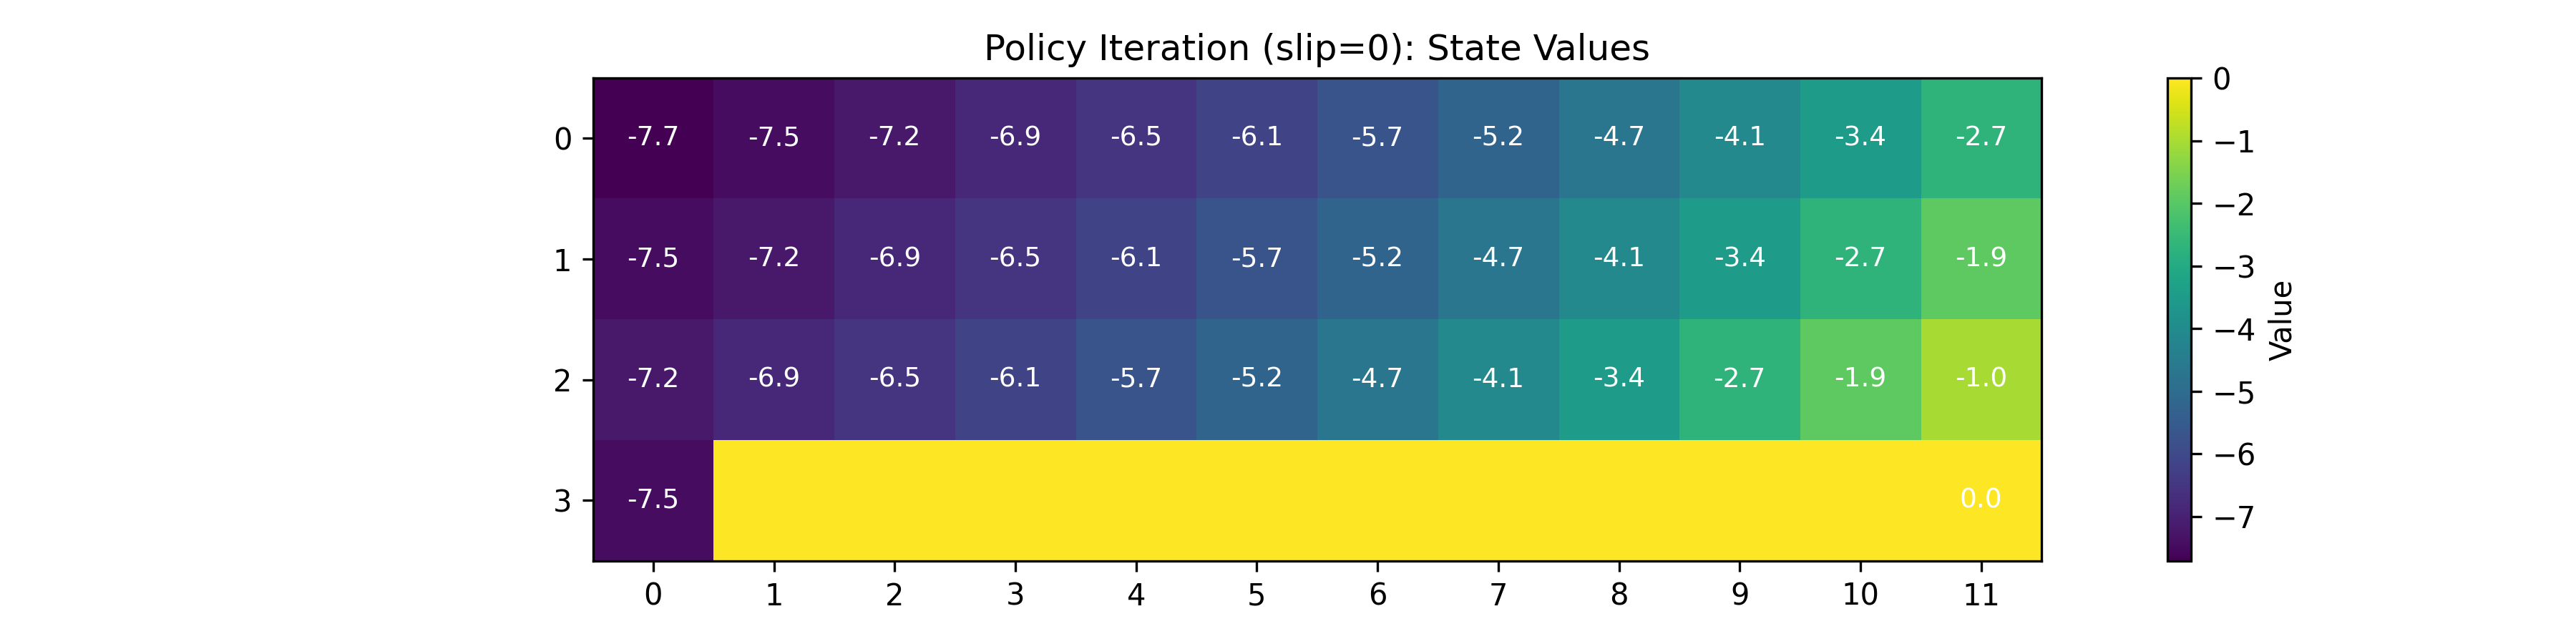 Policy Iteration (slip=0): State Values
0 -7.7 -7.5 -7.2 -6.9 -6.5 -6.1 -5.7 -5.2 -4.7 -4.1 -3.4 -2.7
1 -7.5 -7.2 -6.9 -6.5 -6.1 -5.7 -5.2 -4.7 -4.1 -3.4 -2.7 -1.9
2 -7.2 -6.9 -6.5 -6.1 -5.7 -5.2 -4.7 -4.1 -3.4 -2.7 -1.9 -1.0
3 -7.5 0.0
0 1 2 3 4 5 6 7 8 9 10 11
0
−1
−2
−3
−4
−5
−6
−7
Value